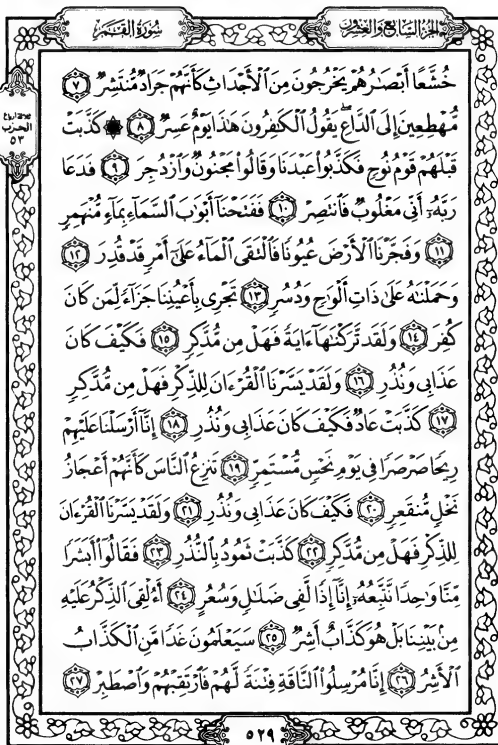 الجزء السابع والعشرون
سورة القمر
خُشَّعًا أَبْصَٰرُهُمْ يَخْرُجُونَ مِنَ ٱلْأَجْدَاثِ كَأَنَّهُمْ جَرَادٌ مُّنتَشِرٌ ٧
مُّهْطِعِينَ إِلَى ٱلدَّاعِ يَقُولُ ٱلْكَٰفِرُونَ هَٰذَا يَوْمٌ عَسِرٌ ٨ ۞ كَذَّبَتْ
قَبْلَهُمْ قَوْمُ نُوحٍ فَكَذَّبُوا۟ عَبْدَنَا وَقَالُوا۟ مَجْنُونٌ وَٱزْدُجِرَ ٩ فَدَعَا
رَبَّهُۥٓ أَنِّى مَغْلُوبٌ فَٱنتَصِرْ ١٠ فَفَتَحْنَآ أَبْوَٰبَ ٱلسَّمَآءِ بِمَآءٍ مُّنْهَمِرٍ
١١ وَفَجَّرْنَا ٱلْأَرْضَ عُيُونًا فَٱلْتَقَى ٱلْمَآءُ عَلَىٰٓ أَمْرٍ قَدْ قُدِرَ ١٢
وَحَمَلْنَٰهُ عَلَىٰ ذَاتِ أَلْوَٰحٍ وَدُسُرٍ ١٣ تَجْرِى بِأَعْيُنِنَا جَزَآءً لِّمَن كَانَ
كُفِرَ ١٤ وَلَقَد تَّرَكْنَٰهَآ ءَايَةً فَهَلْ مِن مُّدَّكِرٍ ١٥ فَكَيْفَ كَانَ
عَذَابِى وَنُذُرِ ١٦ وَلَقَدْ يَسَّرْنَا ٱلْقُرْءَانَ لِلذِّكْرِ فَهَلْ مِن مُّدَّكِرٍ
١٧ كَذَّبَتْ عَادٌ فَكَيْفَ كَانَ عَذَابِى وَنُذُرِ ١٨ إِنَّآ أَرْسَلْنَا عَلَيْهِمْ
رِيحًا صَرْصَرًا فِى يَوْمِ نَحْسٍ مُّسْتَمِرٍّ ١٩ تَنزِعُ ٱلنَّاسَ كَأَنَّهُمْ أَعْجَازُ
نَخْلٍ مُّنقَعِرٍ ٢٠ فَكَيْفَ كَانَ عَذَابِى وَنُذُرِ ٢١ وَلَقَدْ يَسَّرْنَا ٱلْقُرْءَانَ
لِلذِّكْرِ فَهَلْ مِن مُّدَّكِرٍ ٢٢ كَذَّبَتْ ثَمُودُ بِٱلنُّذُرِ ٢٣ فَقَالُوٓا۟ أَبَشَرًا
مِّنَّا وَٰحِدًا نَّتَّبِعُهُۥٓ إِنَّآ إِذًا لَّفِى ضَلَٰلٍ وَسُعُرٍ ٢٤ أَءُلْقِىَ ٱلذِّكْرُ عَلَيْهِ
مِنۢ بَيْنِنَا بَلْ هُوَ كَذَّابٌ أَشِرٌ ٢٥ سَيَعْلَمُونَ غَدًا مَّنِ ٱلْكَذَّابُ
ٱلْأَشِرُ ٢٦ إِنَّا مُرْسِلُوا۟ ٱلنَّاقَةِ فِتْنَةً لَّهُمْ فَٱرْتَقِبْهُمْ وَٱصْطَبِرْ ٢٧
الحزب
٥٣
٥٢٩